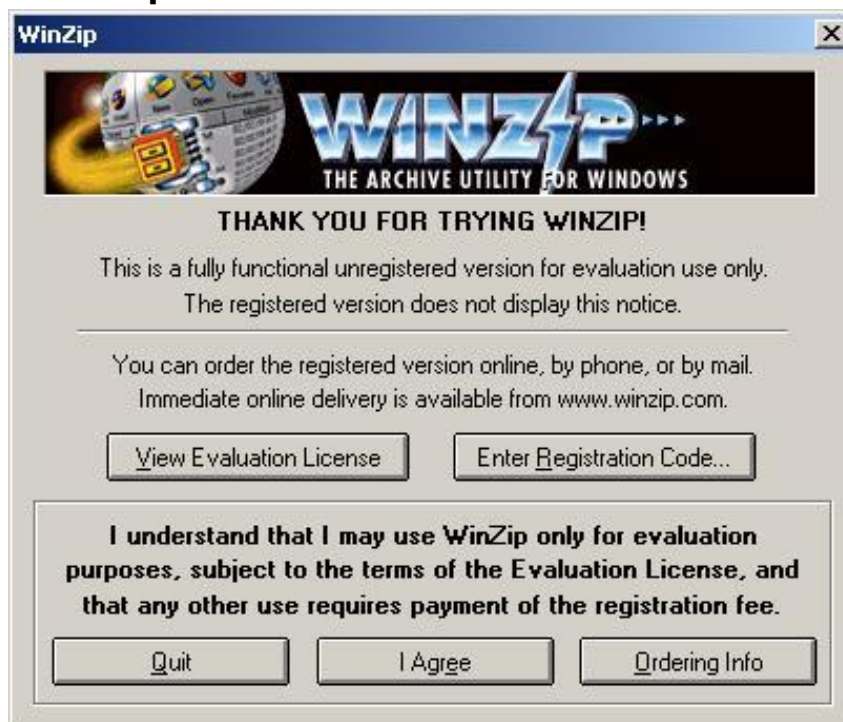 WinZip
WINZIP
THE ARCHIVE UTILITY FOR WINDOWS
THANK YOU FOR TRYING WINZIP!
This is a fully functional unregistered version for evaluation use only.
The registered version does not display this notice.
You can order the registered version online, by phone, or by mail.
Immediate online delivery is available from www.winzip.com.
View Evaluation License
Enter Registration Code...
I understand that I may use WinZip only for evaluation
purposes, subject to the terms of the Evaluation License, and
that any other use requires payment of the registration fee.
Quit
I Agree
Ordering Info